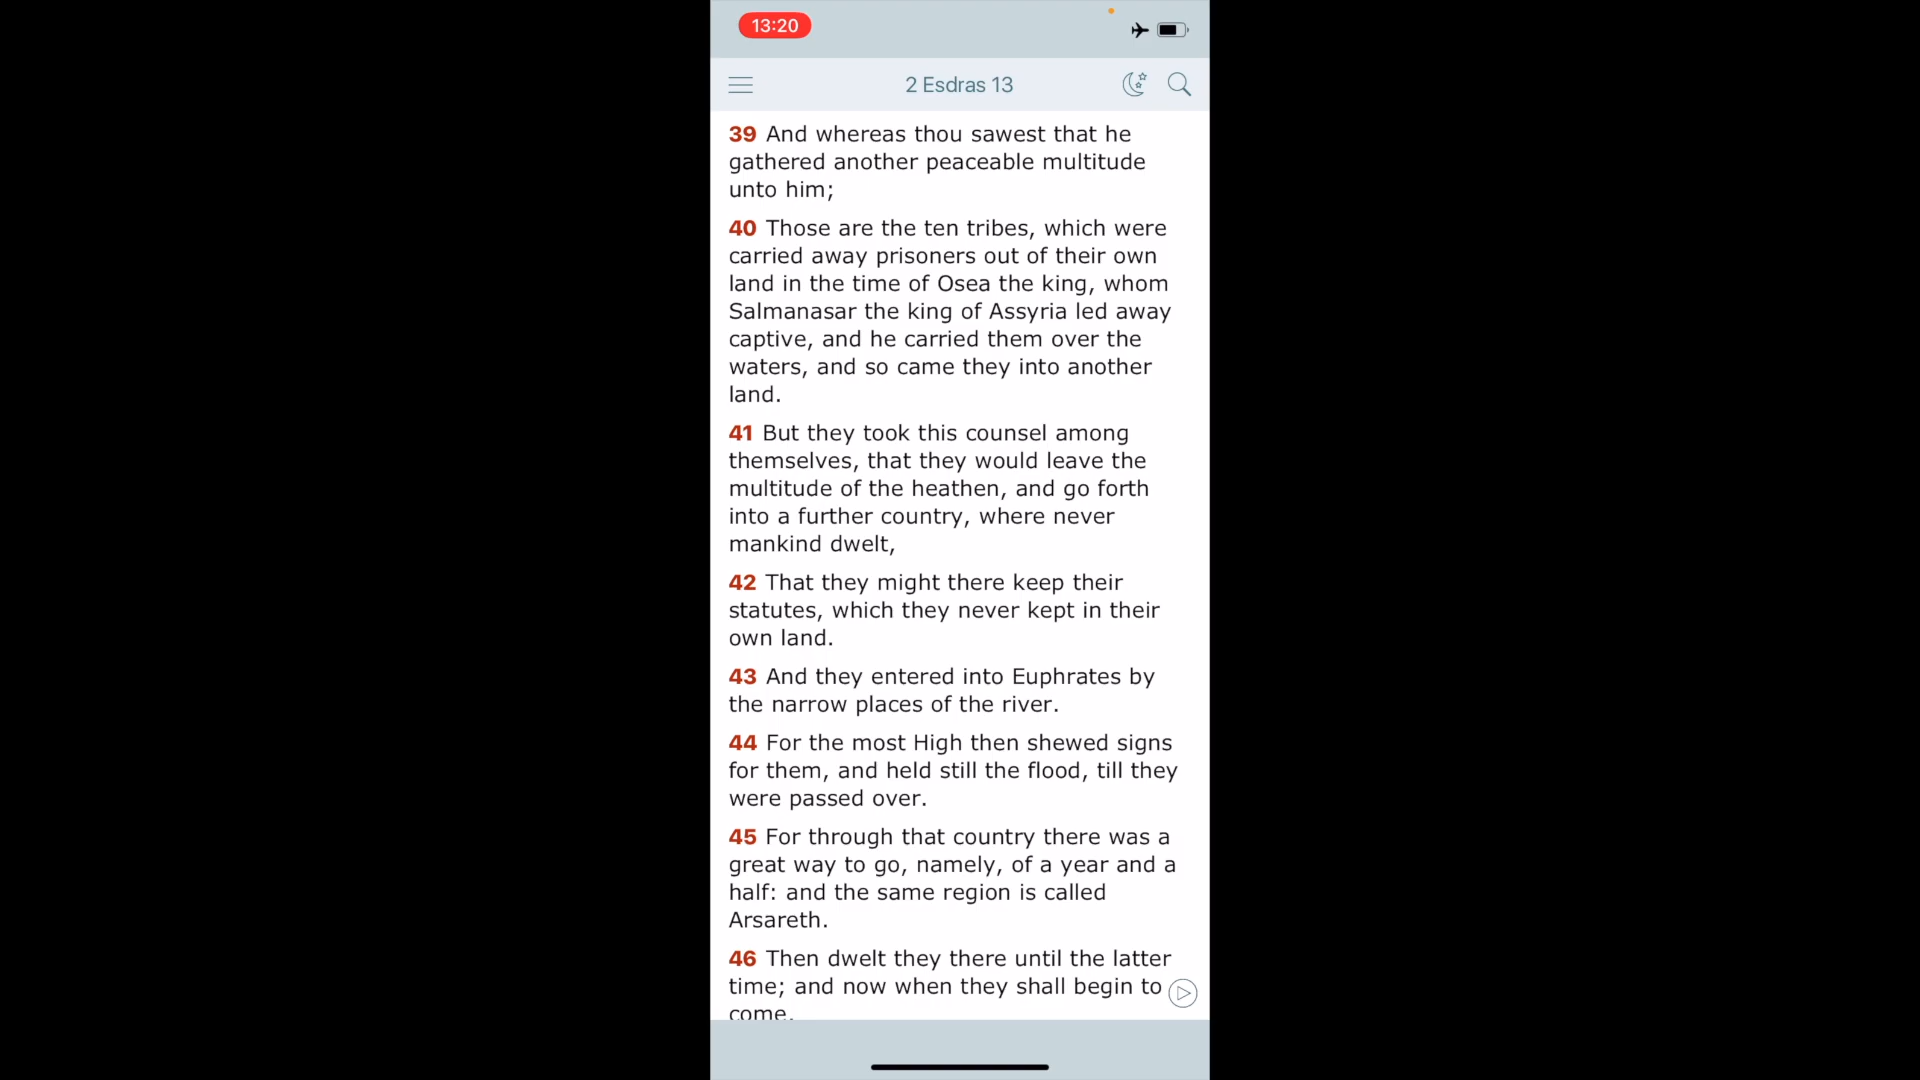 13:20
2 Esdras 13
39 And whereas thou sawest that he
gathered another peaceable multitude
unto him;
40 Those are the ten tribes, which were
carried away prisoners out of their own
land in the time of Osea the king, whom
Salmanasar the king of Assyria led away
captive, and he carried them over the
waters, and so came they into another
land.
41 But they took this counsel among
themselves, that they would leave the
multitude of the heathen, and go forth
into a further country, where never
mankind dwelt,
42 That they might there keep their
statutes, which they never kept in their
own land.
43 And they entered into Euphrates by
the narrow places of the river.
44 For the most High then shewed signs
for them, and held still the flood, till they
were passed over.
45 For through that country there was a
great way to go, namely, of a year and a
half: and the same region is called
Arsareth.
46 Then dwelt they there until the latter
time; and now when they shall begin to
come,